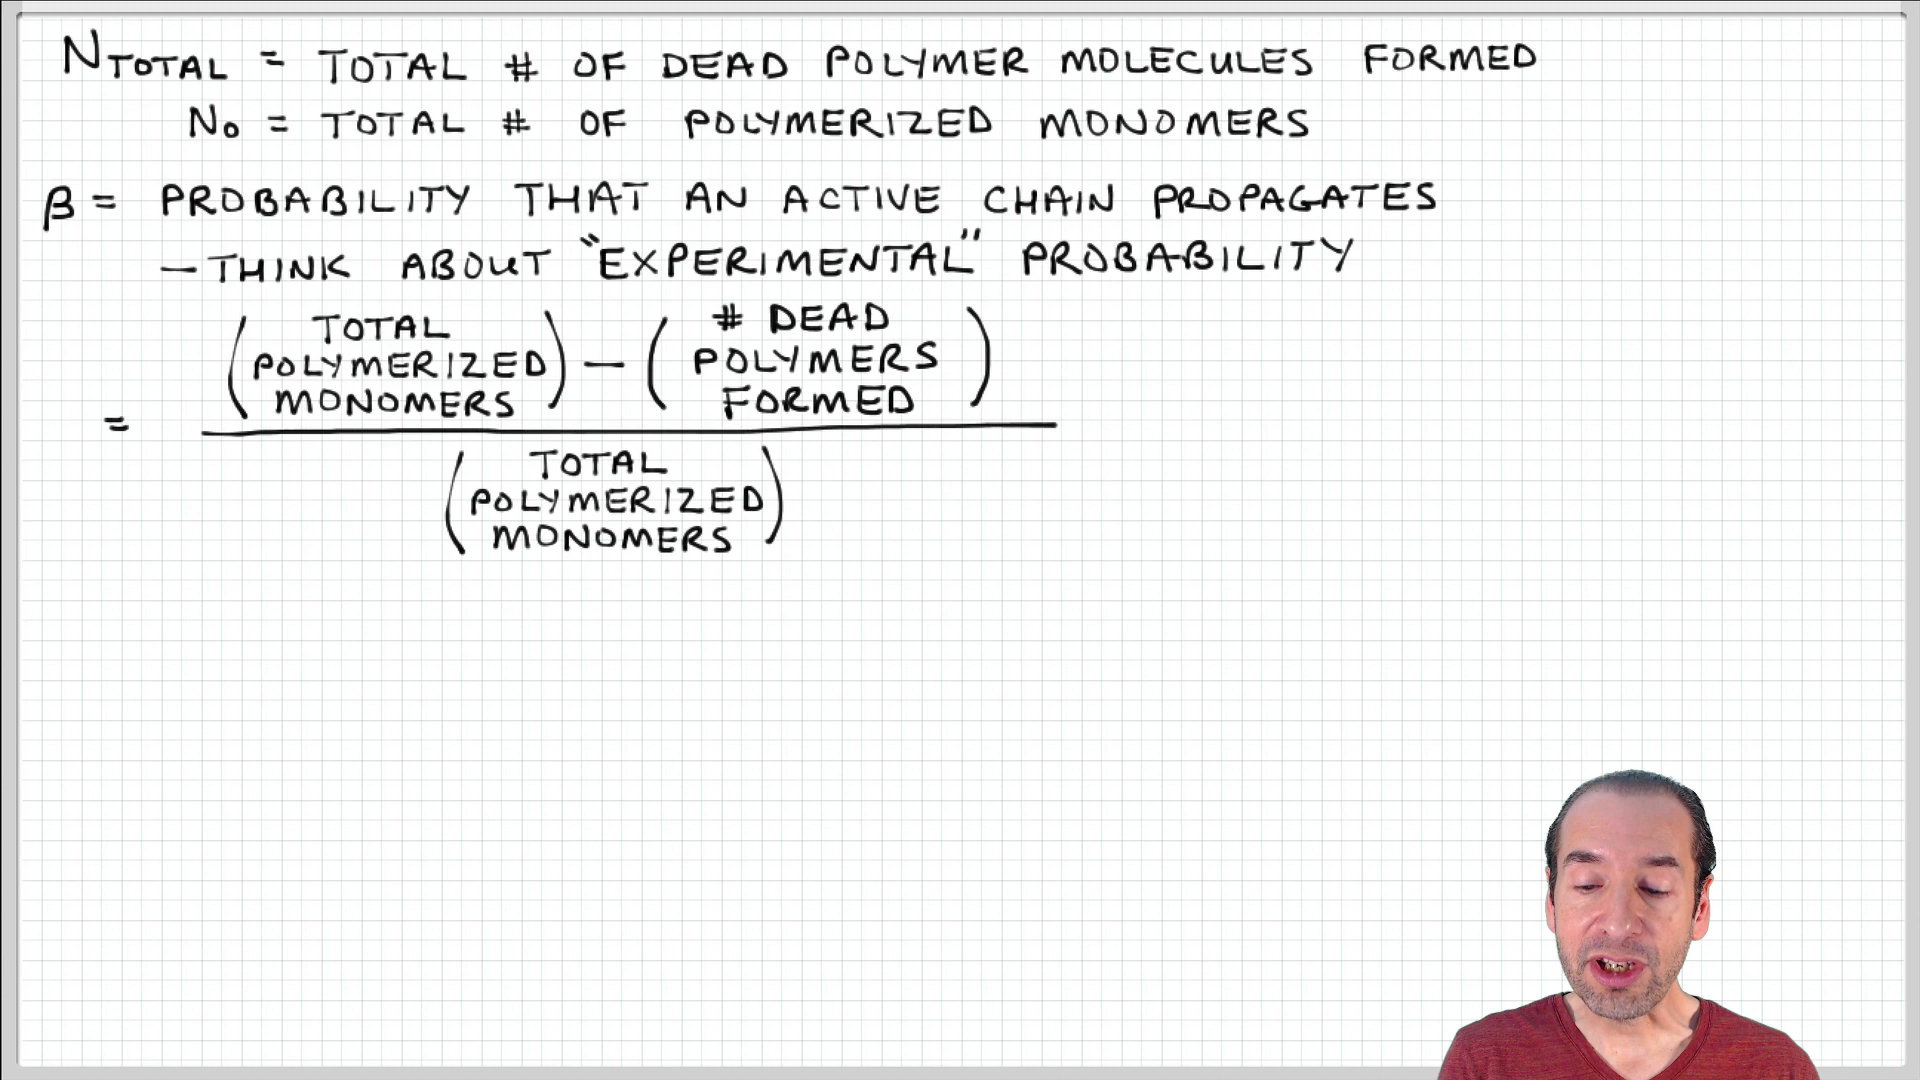 N_TOTAL = TOTAL # OF DEAD POLYMER MOLECULES FORMED
N₀ = TOTAL # OF POLYMERIZED MONOMERS
β = PROBABILITY THAT AN ACTIVE CHAIN PROPAGATES
– THINK ABOUT "EXPERIMENTAL" PROBABILITY
= (TOTAL POLYMERIZED MONOMERS) – (# DEAD POLYMERS FORMED)
(TOTAL POLYMERIZED MONOMERS)